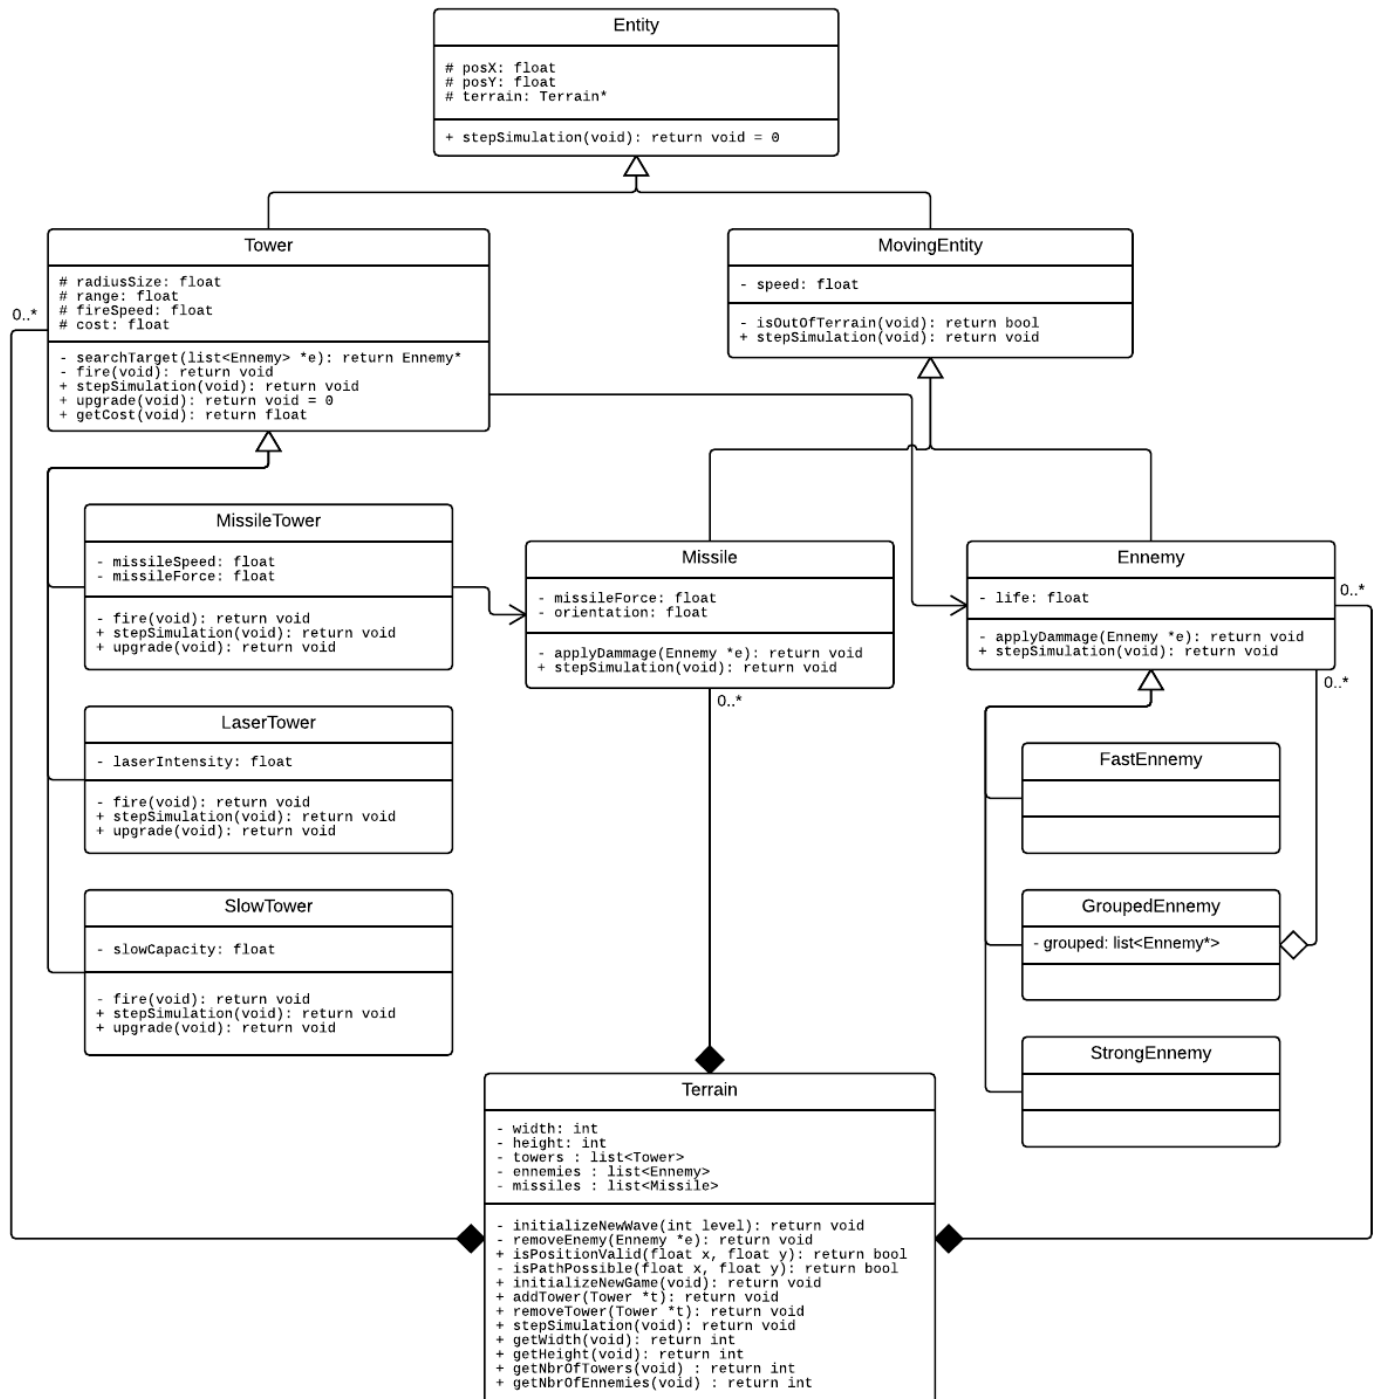 Entity
# posX: float
# posY: float
# terrain: Terrain*
+ stepSimulation(void): return void = 0
Tower
# radiusSize: float
# range: float
# fireSpeed: float
# cost: float
- searchTarget(list<Ennemy> *e): return Ennemy*
- fire(void): return void
+ stepSimulation(void): return void
+ upgrade(void): return void = 0
+ getCost(void): return float
0..*
MovingEntity
- speed: float
- isOutOfTerrain(void): return bool
+ stepSimulation(void): return void
MissileTower
- missileSpeed: float
- missileForce: float
- fire(void): return void
+ stepSimulation(void): return void
+ upgrade(void): return void
Missile
- missileForce: float
- orientation: float
- applyDammage(Ennemy *e): return void
+ stepSimulation(void): return void
0..*
Ennemy
- life: float
- applyDammage(Ennemy *e): return void
+ stepSimulation(void): return void
0..*
0..*
LaserTower
- laserIntensity: float
- fire(void): return void
+ stepSimulation(void): return void
+ upgrade(void): return void
FastEnnemy
SlowTower
- slowCapacity: float
- fire(void): return void
+ stepSimulation(void): return void
+ upgrade(void): return void
GroupedEnnemy
- grouped: list<Ennemy*>
StrongEnnemy
Terrain
- width: int
- height: int
- towers : list<Tower>
- ennemies : list<Ennemy>
- missiles : list<Missile>
- initializeNewWave(int level): return void
- removeEnemy(Ennemy *e): return void
+ isPositionValid(float x, float y): return bool
- isPathPossible(float x, float y): return bool
+ initializeNewGame(void): return void
+ addTower(Tower *t): return void
+ removeTower(Tower *t): return void
+ stepSimulation(void): return void
+ getWidth(void): return int
+ getHeight(void): return int
+ getNbrOfTowers(void) : return int
+ getNbrOfEnnemies(void) : return int